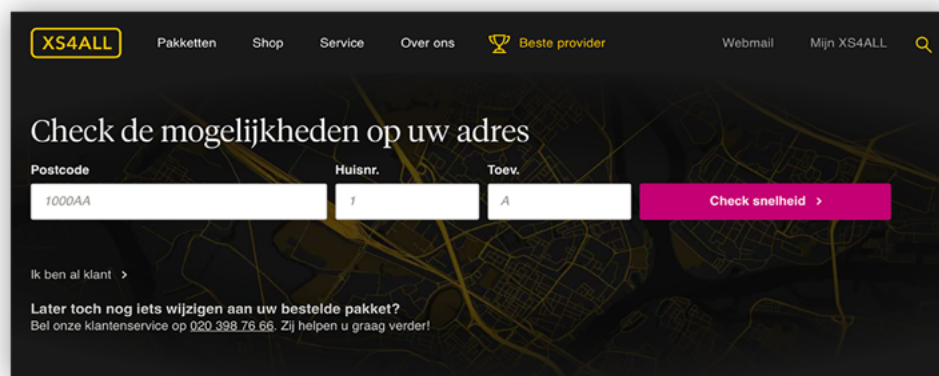 XS4ALL Pakketten Shop Service Over ons Beste provider Webmail Mijn XS4ALL
Check de mogelijkheden op uw adres
Postcode Huisnr. Toev.
1000AA 1 A Check snelheid >
Ik ben al klant >
Later toch nog iets wijzigen aan uw bestelde pakket?
Bel onze klantenservice op 020 398 76 66. Zij helpen u graag verder!